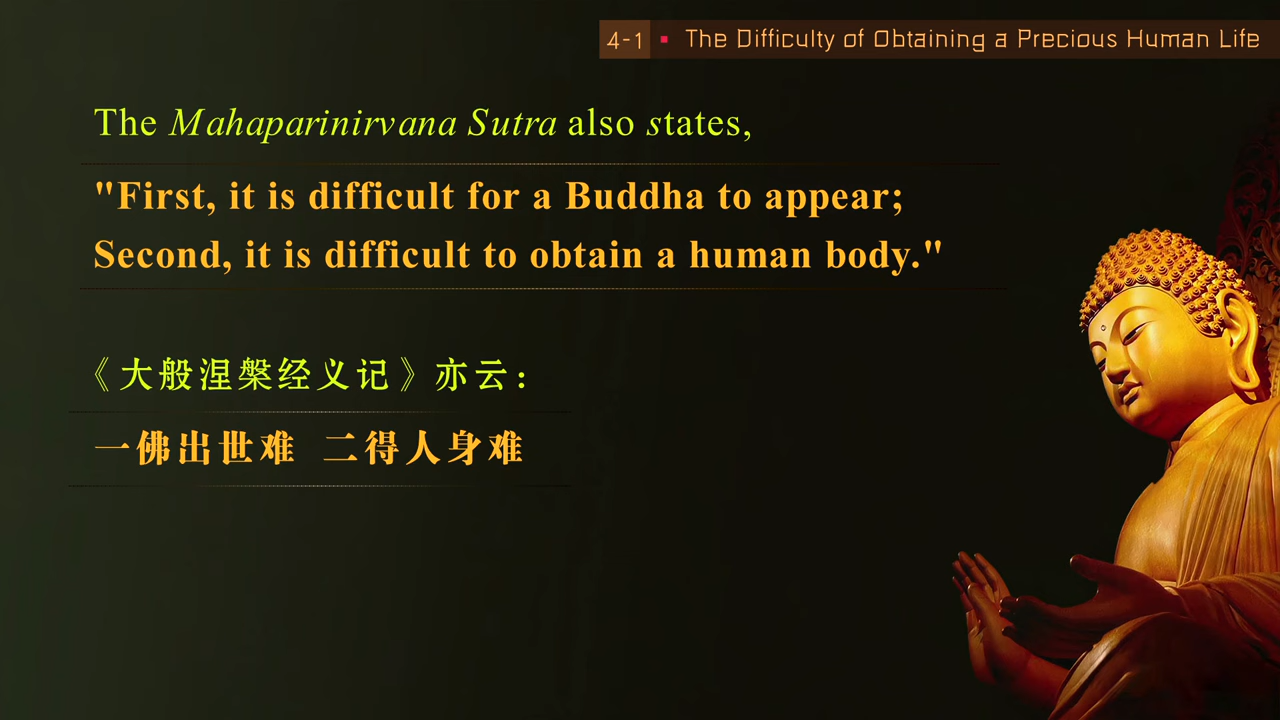 4-1 ▪ The Difficulty of Obtaining a Precious Human Life
The Mahaparinirvana Sutra also states,
"First, it is difficult for a Buddha to appear;
Second, it is difficult to obtain a human body."
《大般涅槃经义记》亦云：
一佛出世难 二得人身难